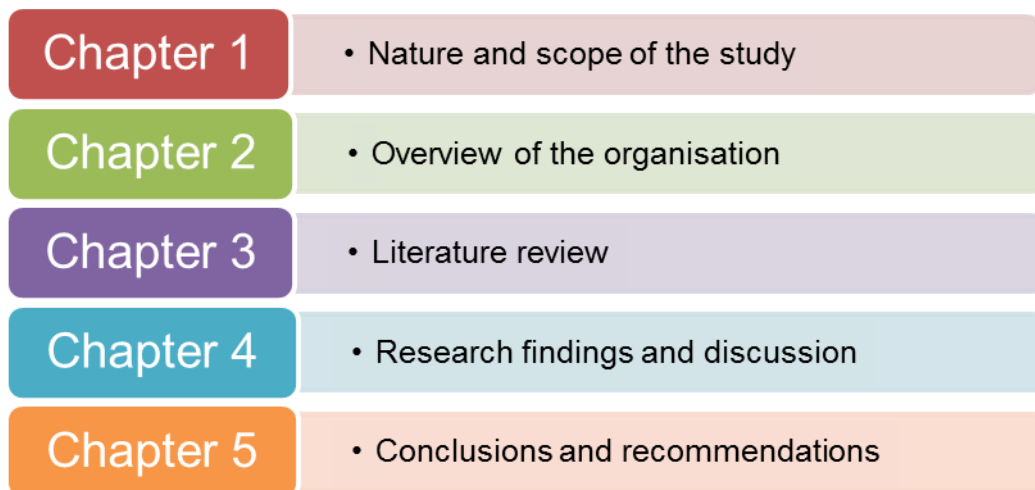 Chapter 1
• Nature and scope of the study
Chapter 2
• Overview of the organisation
Chapter 3
• Literature review
Chapter 4
• Research findings and discussion
Chapter 5
• Conclusions and recommendations